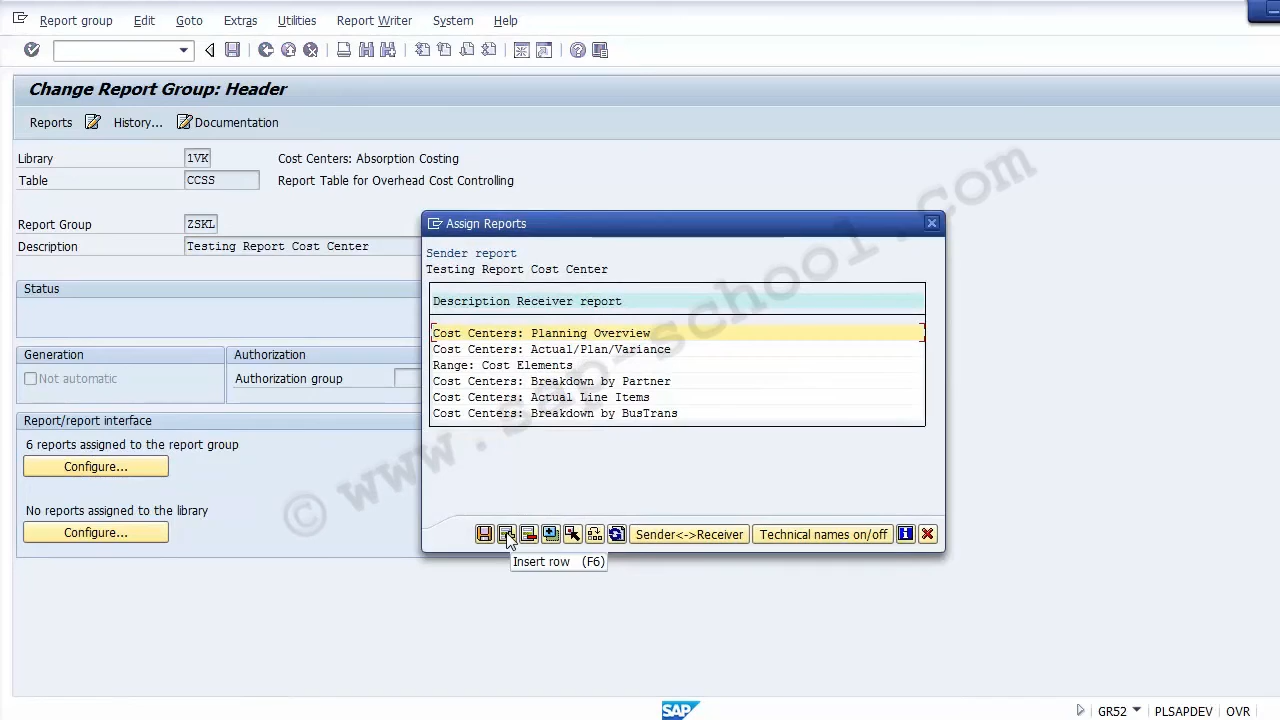 Report group Edit Goto Extras Utilities Report Writer System Help
Change Report Group: Header
Reports History... Documentation
Library 1VK Cost Centers: Absorption Costing
Table CCSS Report Table for Overhead Cost Controlling
Report Group ZSKL
Description Testing Report Cost Center
Status
Generation Authorization
Not automatic Authorization group
Report/report interface
6 reports assigned to the report group
Configure...
No reports assigned to the library
Configure...
Assign Reports
Sender report
Testing Report Cost Center
Description Receiver report
Cost Centers: Planning Overview
Cost Centers: Actual/Plan/Variance
Range: Cost Elements
Cost Centers: Breakdown by Partner
Cost Centers: Actual Line Items
Cost Centers: Breakdown by BusTrans
Sender<->Receiver Technical names on/off
Insert row (F6)
© www.sap-school.com
SAP GR52 PLSAPDEV OVR